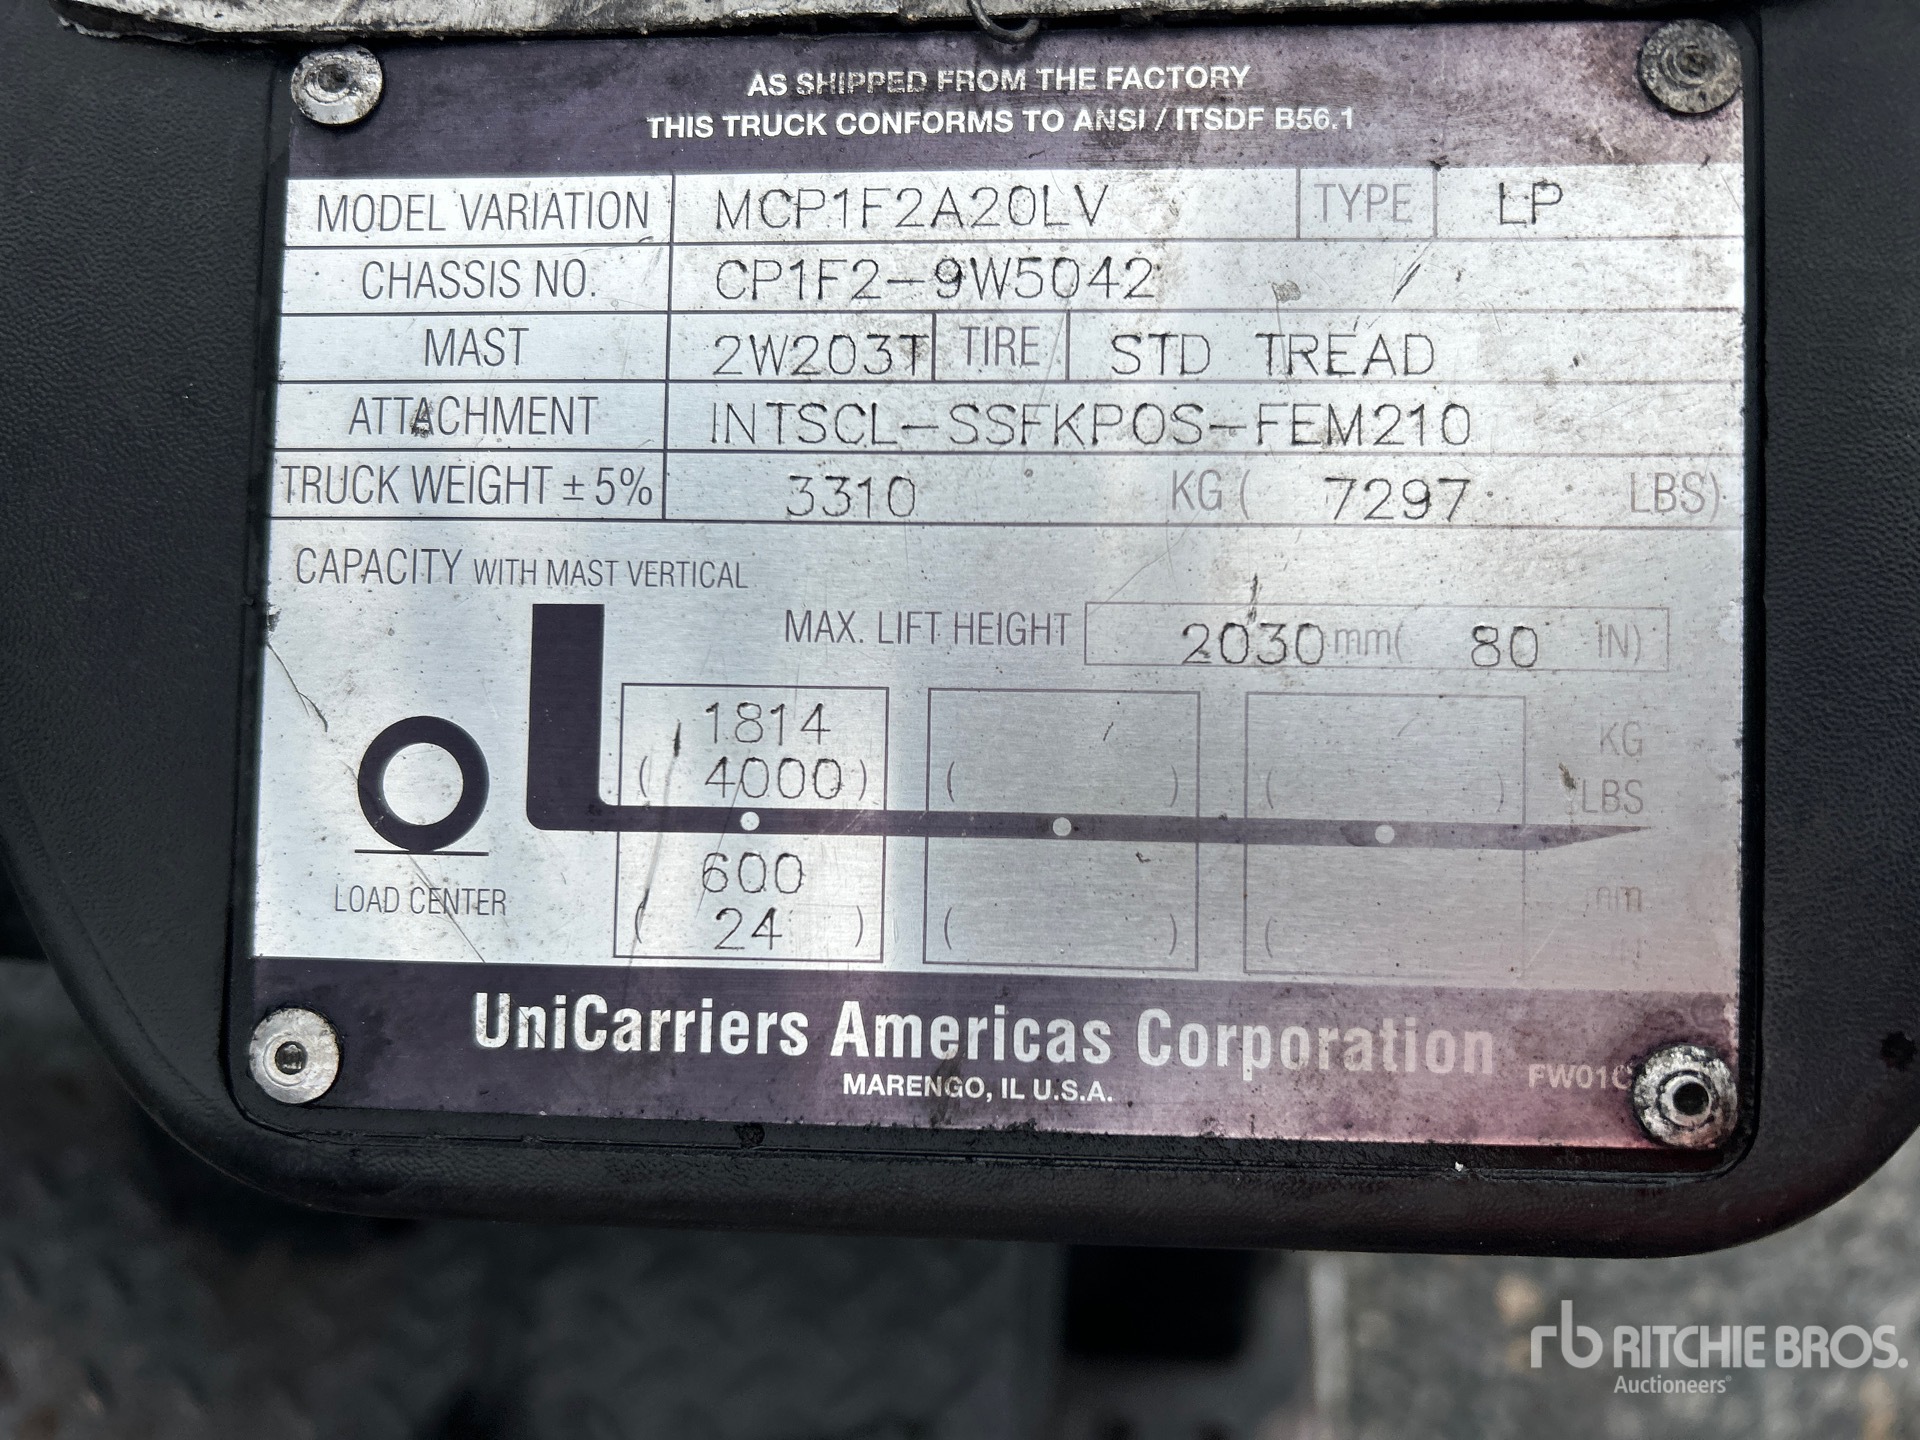 AS SHIPPED FROM THE FACTORY
THIS TRUCK CONFORMS TO ANSI / ITSDF B56.1
MODEL VARIATION MCP1F2A20LV TYPE LP
CHASSIS NO. CP1F2-9W5042
MAST 2W203T TIRE STD TREAD
ATTACHMENT INTSCL-SSFKPOS-FEM210
TRUCK WEIGHT ± 5% 3310 KG ( 7297 LBS)
CAPACITY WITH MAST VERTICAL
MAX. LIFT HEIGHT 2030 mm( 80 IN)
1814 KG
( 4000 ) ( ) ( ) LBS
LOAD CENTER 600 mm
( 24 ) ( ) (
UniCarriers Americas Corporation
MARENGO, IL U.S.A. FW01C
rb RITCHIE BROS.
Auctioneers